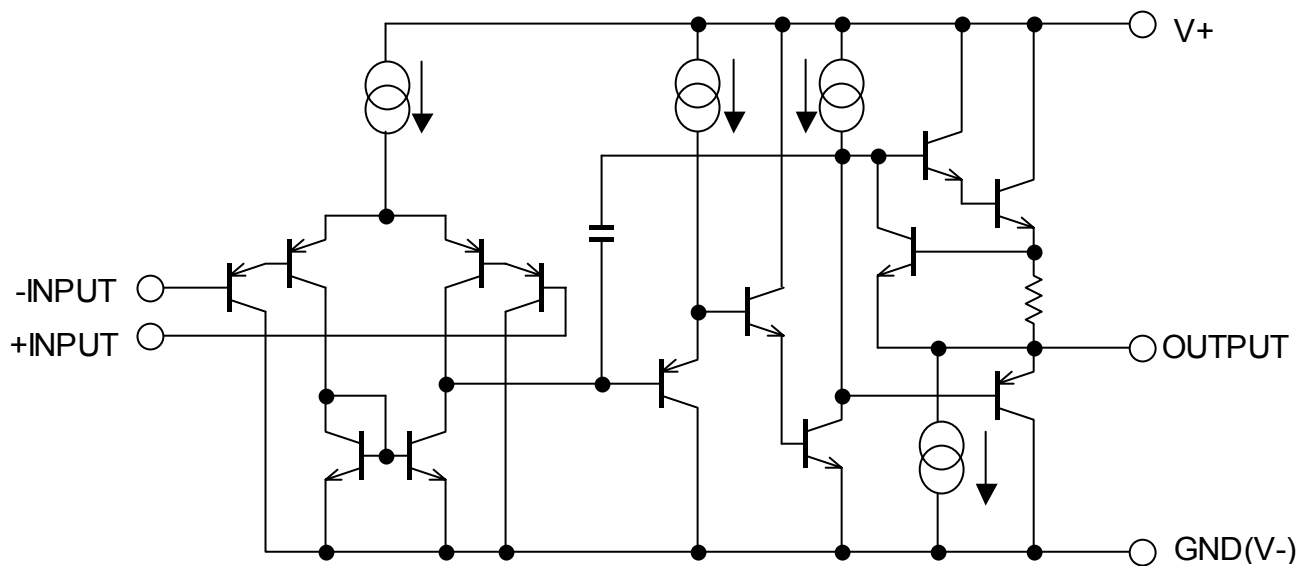 V+
-INPUT
+INPUT
OUTPUT
GND(V-)